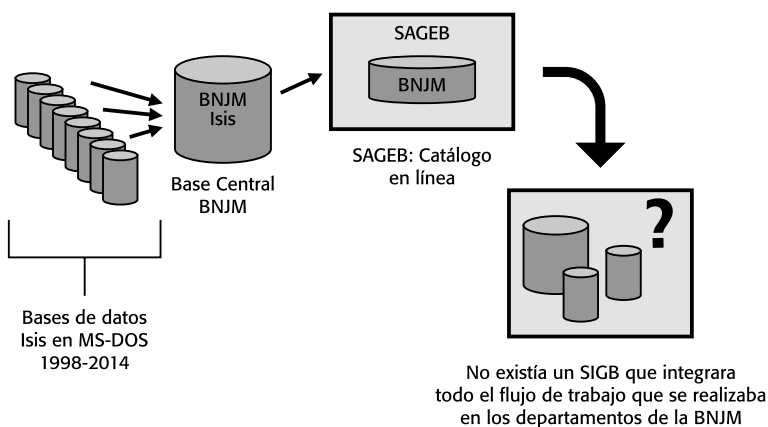 BNJM
Isis
Base Central
BNJM
SAGEB
BNJM
SAGEB: Catálogo
en línea
?
Bases de datos
Isis en MS-DOS
1998-2014
No existía un SIGB que integrara
todo el flujo de trabajo que se realizaba
en los departamentos de la BNJM